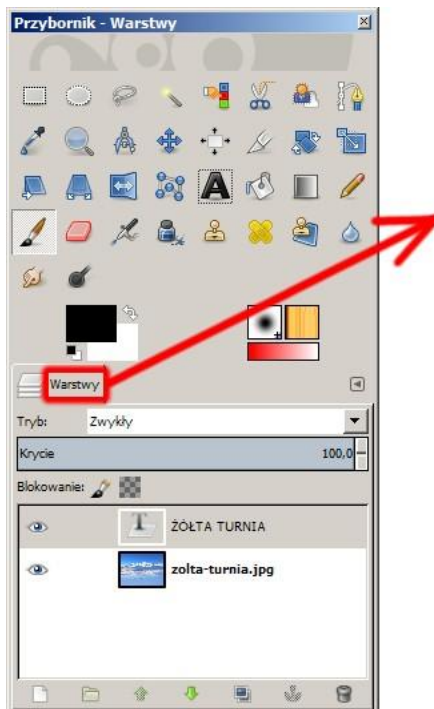 Przybornik - Warstwy
Warstwy
Tryb: Zwykły
Krycie 100,0
Blokowanie:
ŻÓŁTA TURNIA
zolta-turnia.jpg